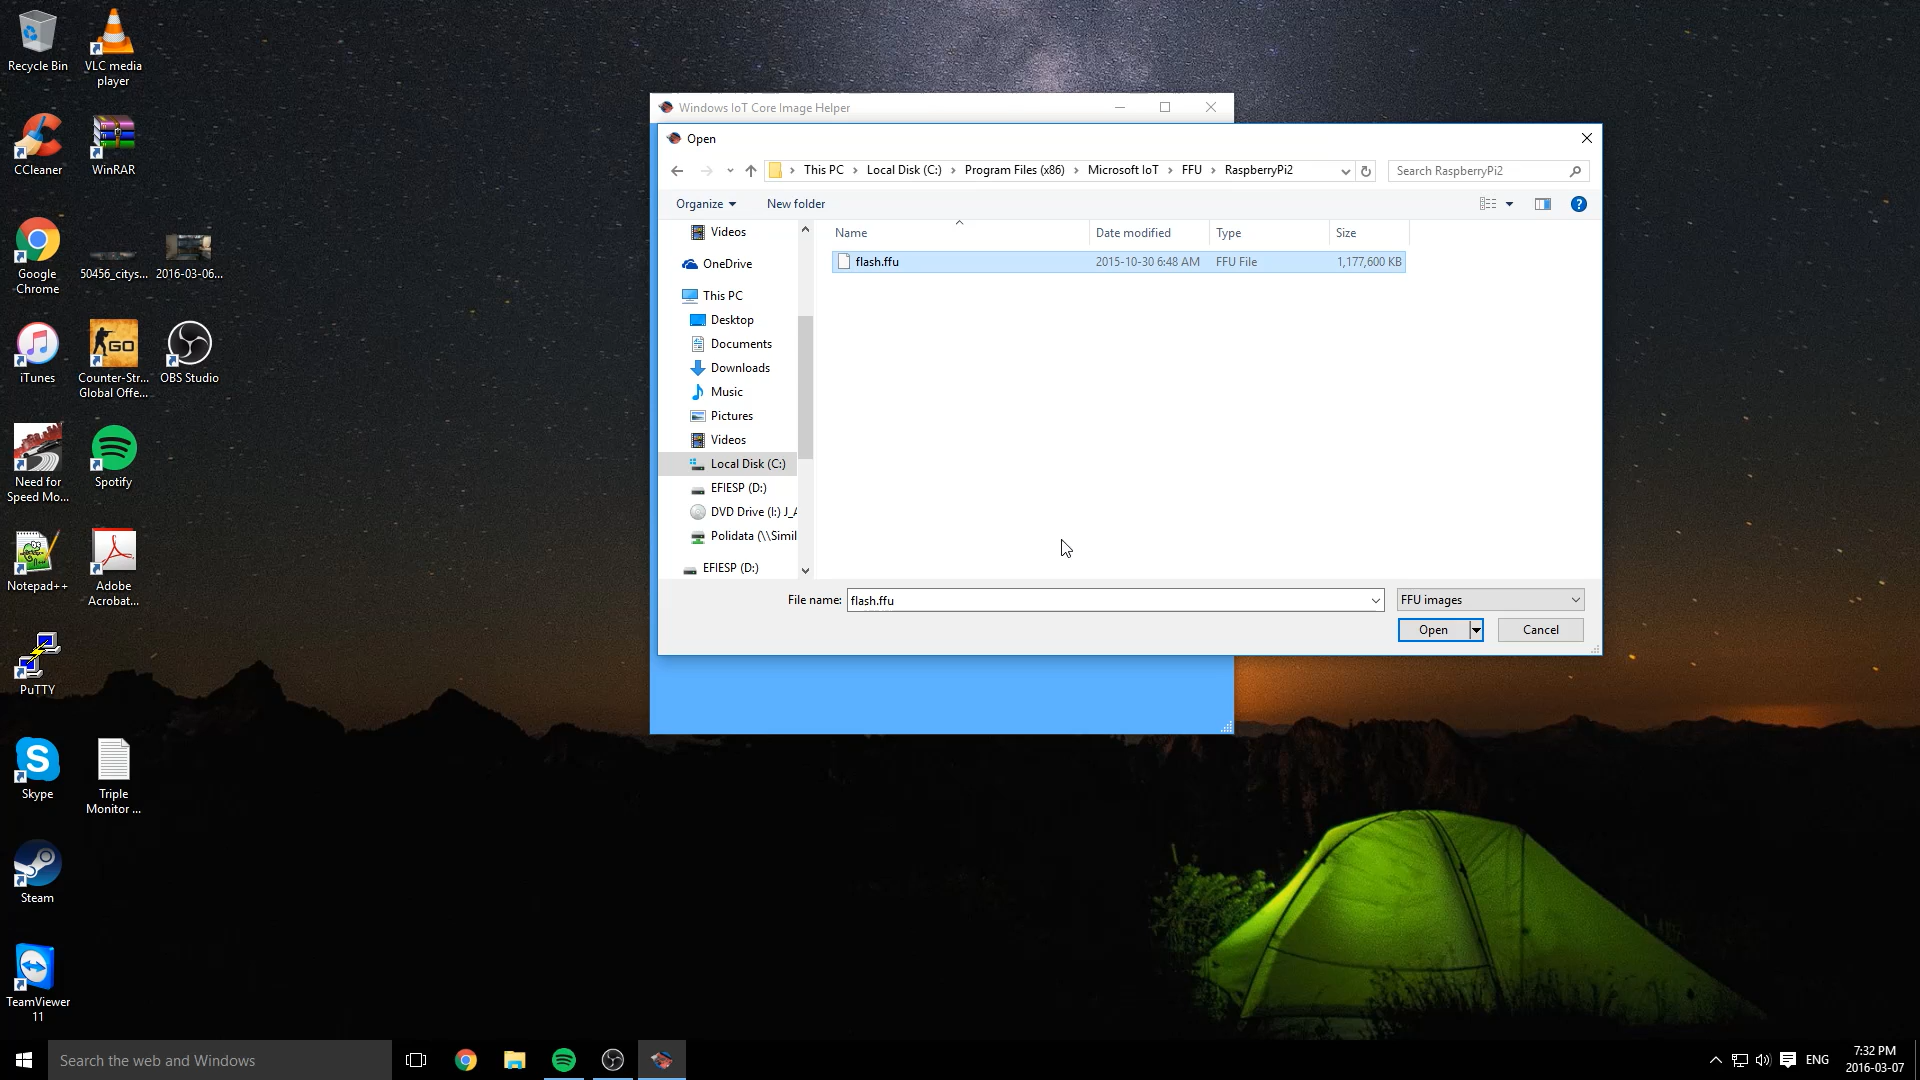 Recycle Bin
VLC media
player
CCleaner
WinRAR
Google
Chrome
50456_citys...
2016-03-06...
iTunes
GO
Counter-Str...
Global Offe...
OBS Studio
Need for
Speed Mo...
Spotify
Notepad++
Adobe
Acrobat...
PuTTY
Skype
Triple
Monitor ...
Steam
TeamViewer
11
Windows IoT Core Image Helper
Open
This PC > Local Disk (C:) > Program Files (x86) > Microsoft IoT > FFU > RaspberryPi2
Search RaspberryPi2
Organize
New folder
Name
Date modified
Type
Size
flash.ffu
2015-10-30 6:48 AM
FFU File
1,177,600 KB
Videos
OneDrive
This PC
Desktop
Documents
Downloads
Music
Pictures
Videos
Local Disk (C:)
EFIESP (D:)
DVD Drive (I:) J_A
Polidata (\\Simil
EFIESP (D:)
File name:
flash.ffu
FFU images
Open
Cancel
Search the web and Windows
ENG
7:32 PM
2016-03-07